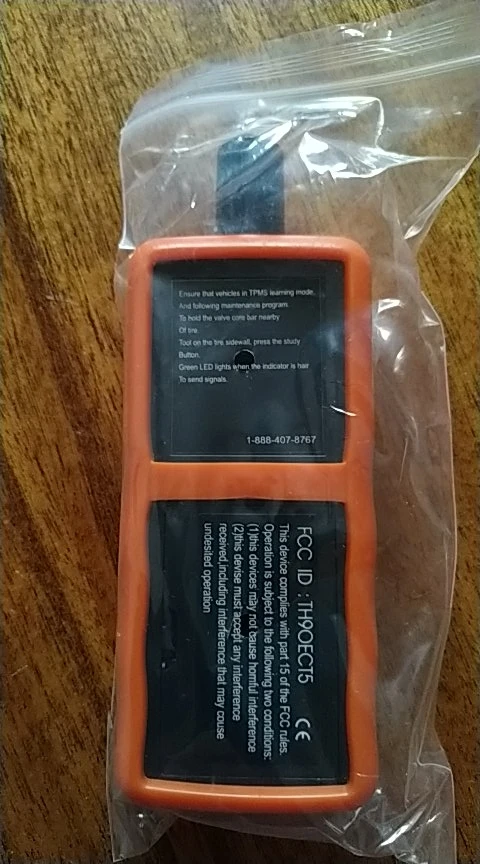 Ensure that vehicles in TPMS learning mode,
And following maintenance program
To hold the valve core bar nearby
Of tire.
Tool on the tire sidewall, press the study
Button.
Green LED lights when the indicator is hair
To send signals.
1-888-407-8767
FCC ID : TH9OECT5 CE
This device complies with part 15 of the FCC rules.
Operation is subject to the following two conditions:
(1)this devices may not cause homful interference
(2)this devise must accept any interference
received,including interference that may couse
undesited operation